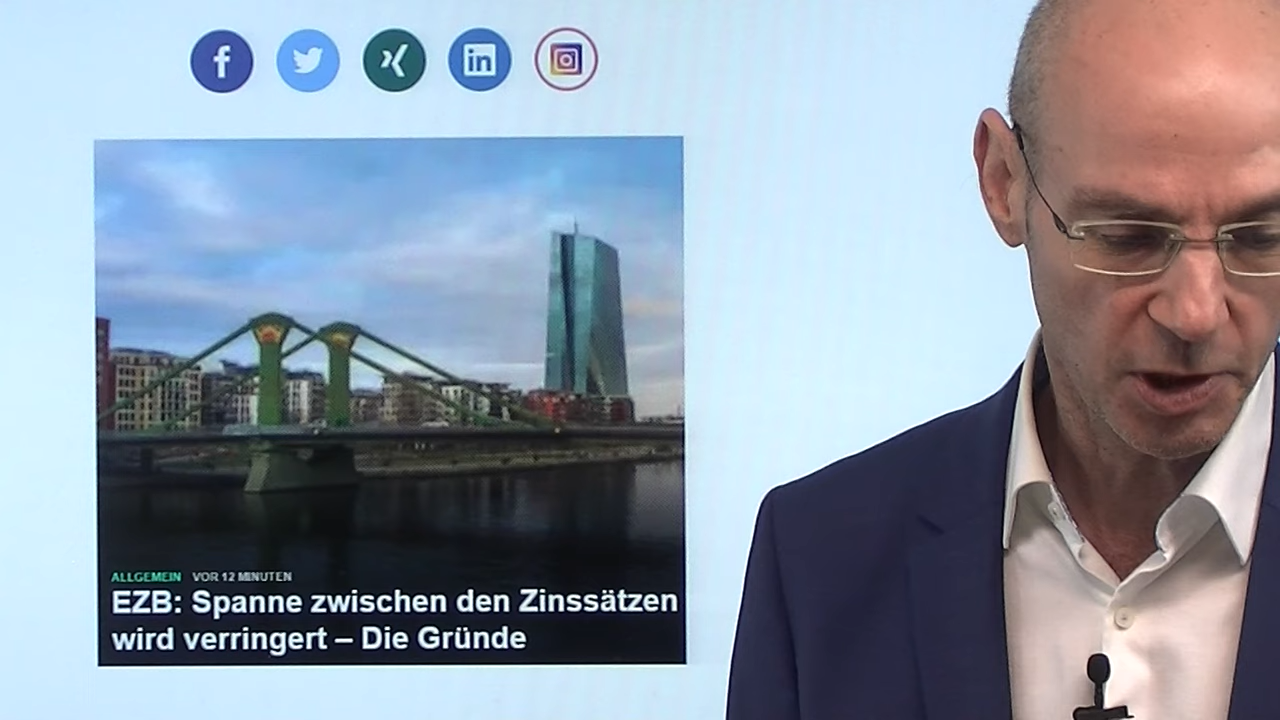 ALLGEMEIN VOR 12 MINUTEN
EZB: Spanne zwischen den Zinssätzen
wird verringert – Die Gründe